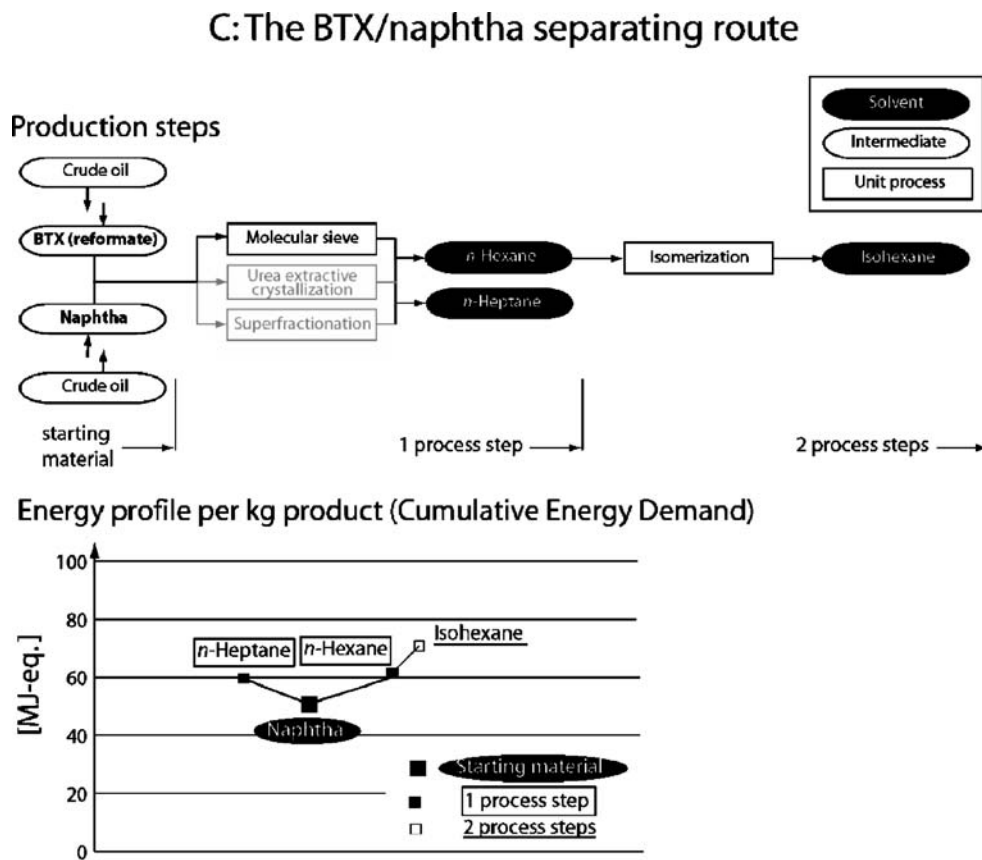 C: The BTX/naphtha separating route
Solvent
Intermediate
Unit process
Production steps
Crude oil
BTX (reformate)
Naphtha
Crude oil
Molecular sieve
Urea extractive
crystallization
Superfractionation
n-Hexane
n-Heptane
Isomerization
Isohexane
starting
material
1 process step
2 process steps
Energy profile per kg product (Cumulative Energy Demand)
[MJ-eq.]
100
80
60
40
20
0
n-Heptane
n-Hexane
Isohexane
Naphtha
Starting material
1 process step
2 process steps